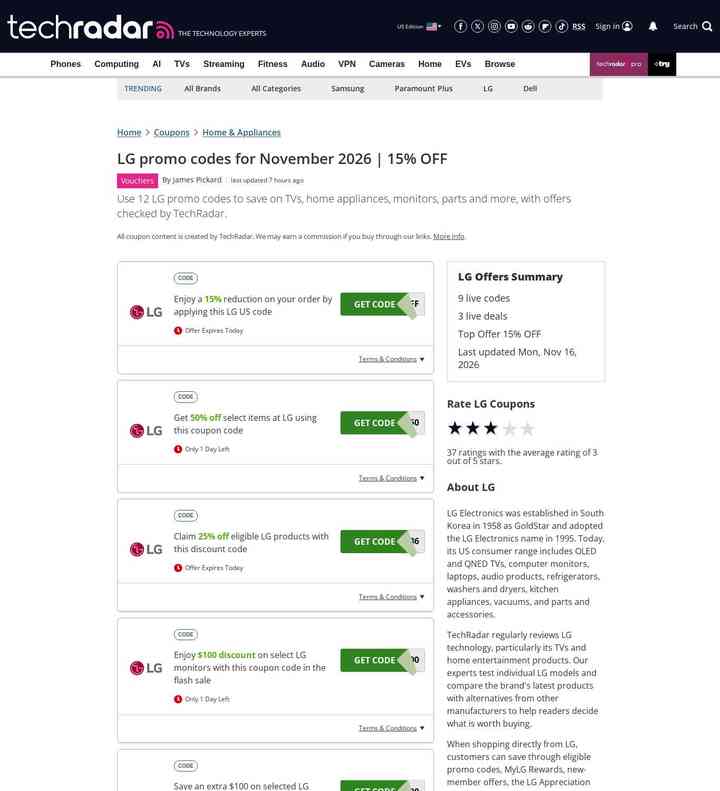 techradar THE TECHNOLOGY EXPERTS
US Edition
RSS
Sign in
Search
Phones Computing AI TVs Streaming Fitness Audio VPN Cameras Home EVs Browse
techradar pro
TRENDING All Brands All Categories Samsung Paramount Plus LG Dell
Home > Coupons > Home & Appliances
LG promo codes for November 2026 | 15% OFF
Vouchers By James Pickard last updated 7 hours ago
Use 12 LG promo codes to save on TVs, home appliances, monitors, parts and more, with offers
checked by TechRadar.
All coupon content is created by TechRadar. We may earn a commission if you buy through our links. More Info.
CODE
LG
Enjoy a 15% reduction on your order by
applying this LG US code
GET CODE FF
Offer Expires Today
Terms & Conditions ▼
CODE
LG
Get 50% off select items at LG using
this coupon code
GET CODE 50
Only 1 Day Left
Terms & Conditions ▼
CODE
LG
Claim 25% off eligible LG products with
this discount code
GET CODE 36
Offer Expires Today
Terms & Conditions ▼
CODE
LG
Enjoy $100 discount on select LG
monitors with this coupon code in the
flash sale
GET CODE 00
Only 1 Day Left
Terms & Conditions ▼
CODE
Save an extra $100 on selected LG
GET CODE
LG Offers Summary
9 live codes
3 live deals
Top Offer 15% OFF
Last updated Mon, Nov 16,
2026
Rate LG Coupons
37 ratings with the average rating of 3
out of 5 stars.
About LG
LG Electronics was established in South
Korea in 1958 as GoldStar and adopted
the LG Electronics name in 1995. Today,
its US consumer range includes OLED
and QNED TVs, computer monitors,
laptops, audio products, refrigerators,
washers and dryers, kitchen
appliances, vacuums, and parts and
accessories.
TechRadar regularly reviews LG
technology, particularly its TVs and
home entertainment products. Our
experts test individual LG models and
compare the brand's latest products
with alternatives from other
manufacturers to help readers decide
what is worth buying.
When shopping directly from LG,
customers can save through eligible
promo codes, MyLG Rewards, new-
member offers, the LG Appreciation